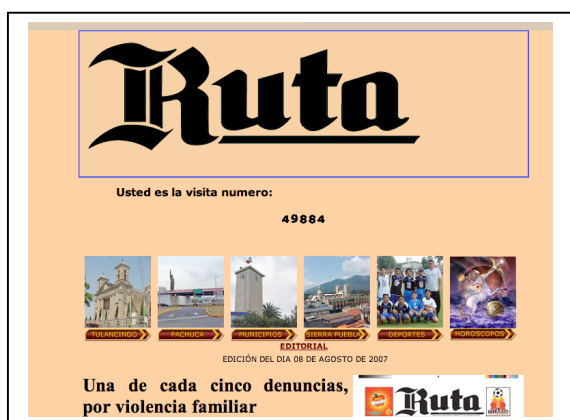 Ruta
Usted es la visita numero:
49884
TULANCINGO
PACHUCA
MUNICIPIOS
SIERRA PUEBLA
DEPORTES
HOROSCOPOS
EDITORIAL
EDICIÓN DEL DIA 08 DE AGOSTO DE 2007
Una de cada cinco denuncias,
por violencia familiar
Ruta